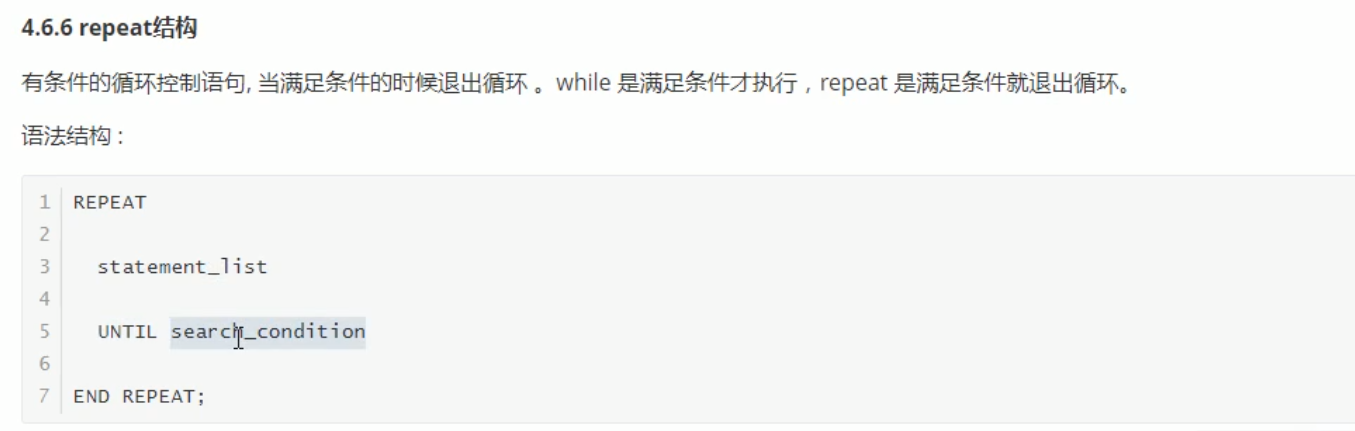 4.6.6 repeat结构
有条件的循环控制语句, 当满足条件的时候退出循环 。while 是满足条件才执行，repeat 是满足条件就退出循环。
语法结构 :
1 REPEAT
2
3 statement_list
4
5 UNTIL search_condition
6
7 END REPEAT;